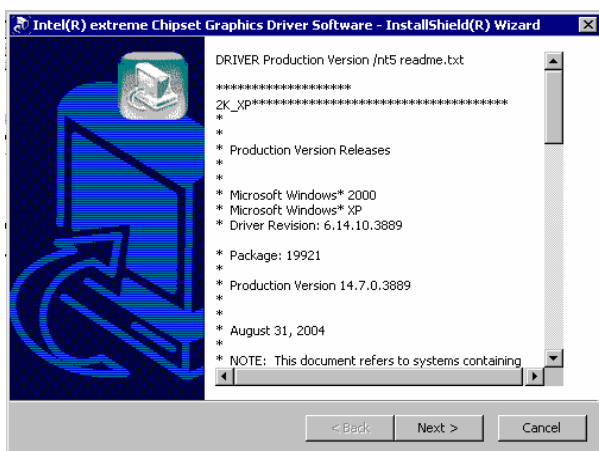 Intel(R) extreme Chipset Graphics Driver Software - InstallShield(R) Wizard
DRIVER Production Version /nt5 readme.txt
*******************
2K_XP************************************
*
*
* Production Version Releases
*
*
* Microsoft Windows* 2000
* Microsoft Windows* XP
* Driver Revision: 6.14.10.3889
* Package: 19921
*
* Production Version 14.7.0.3889
*
*
* August 31, 2004
*
* NOTE: This document refers to systems containing
< Back
Next >
Cancel